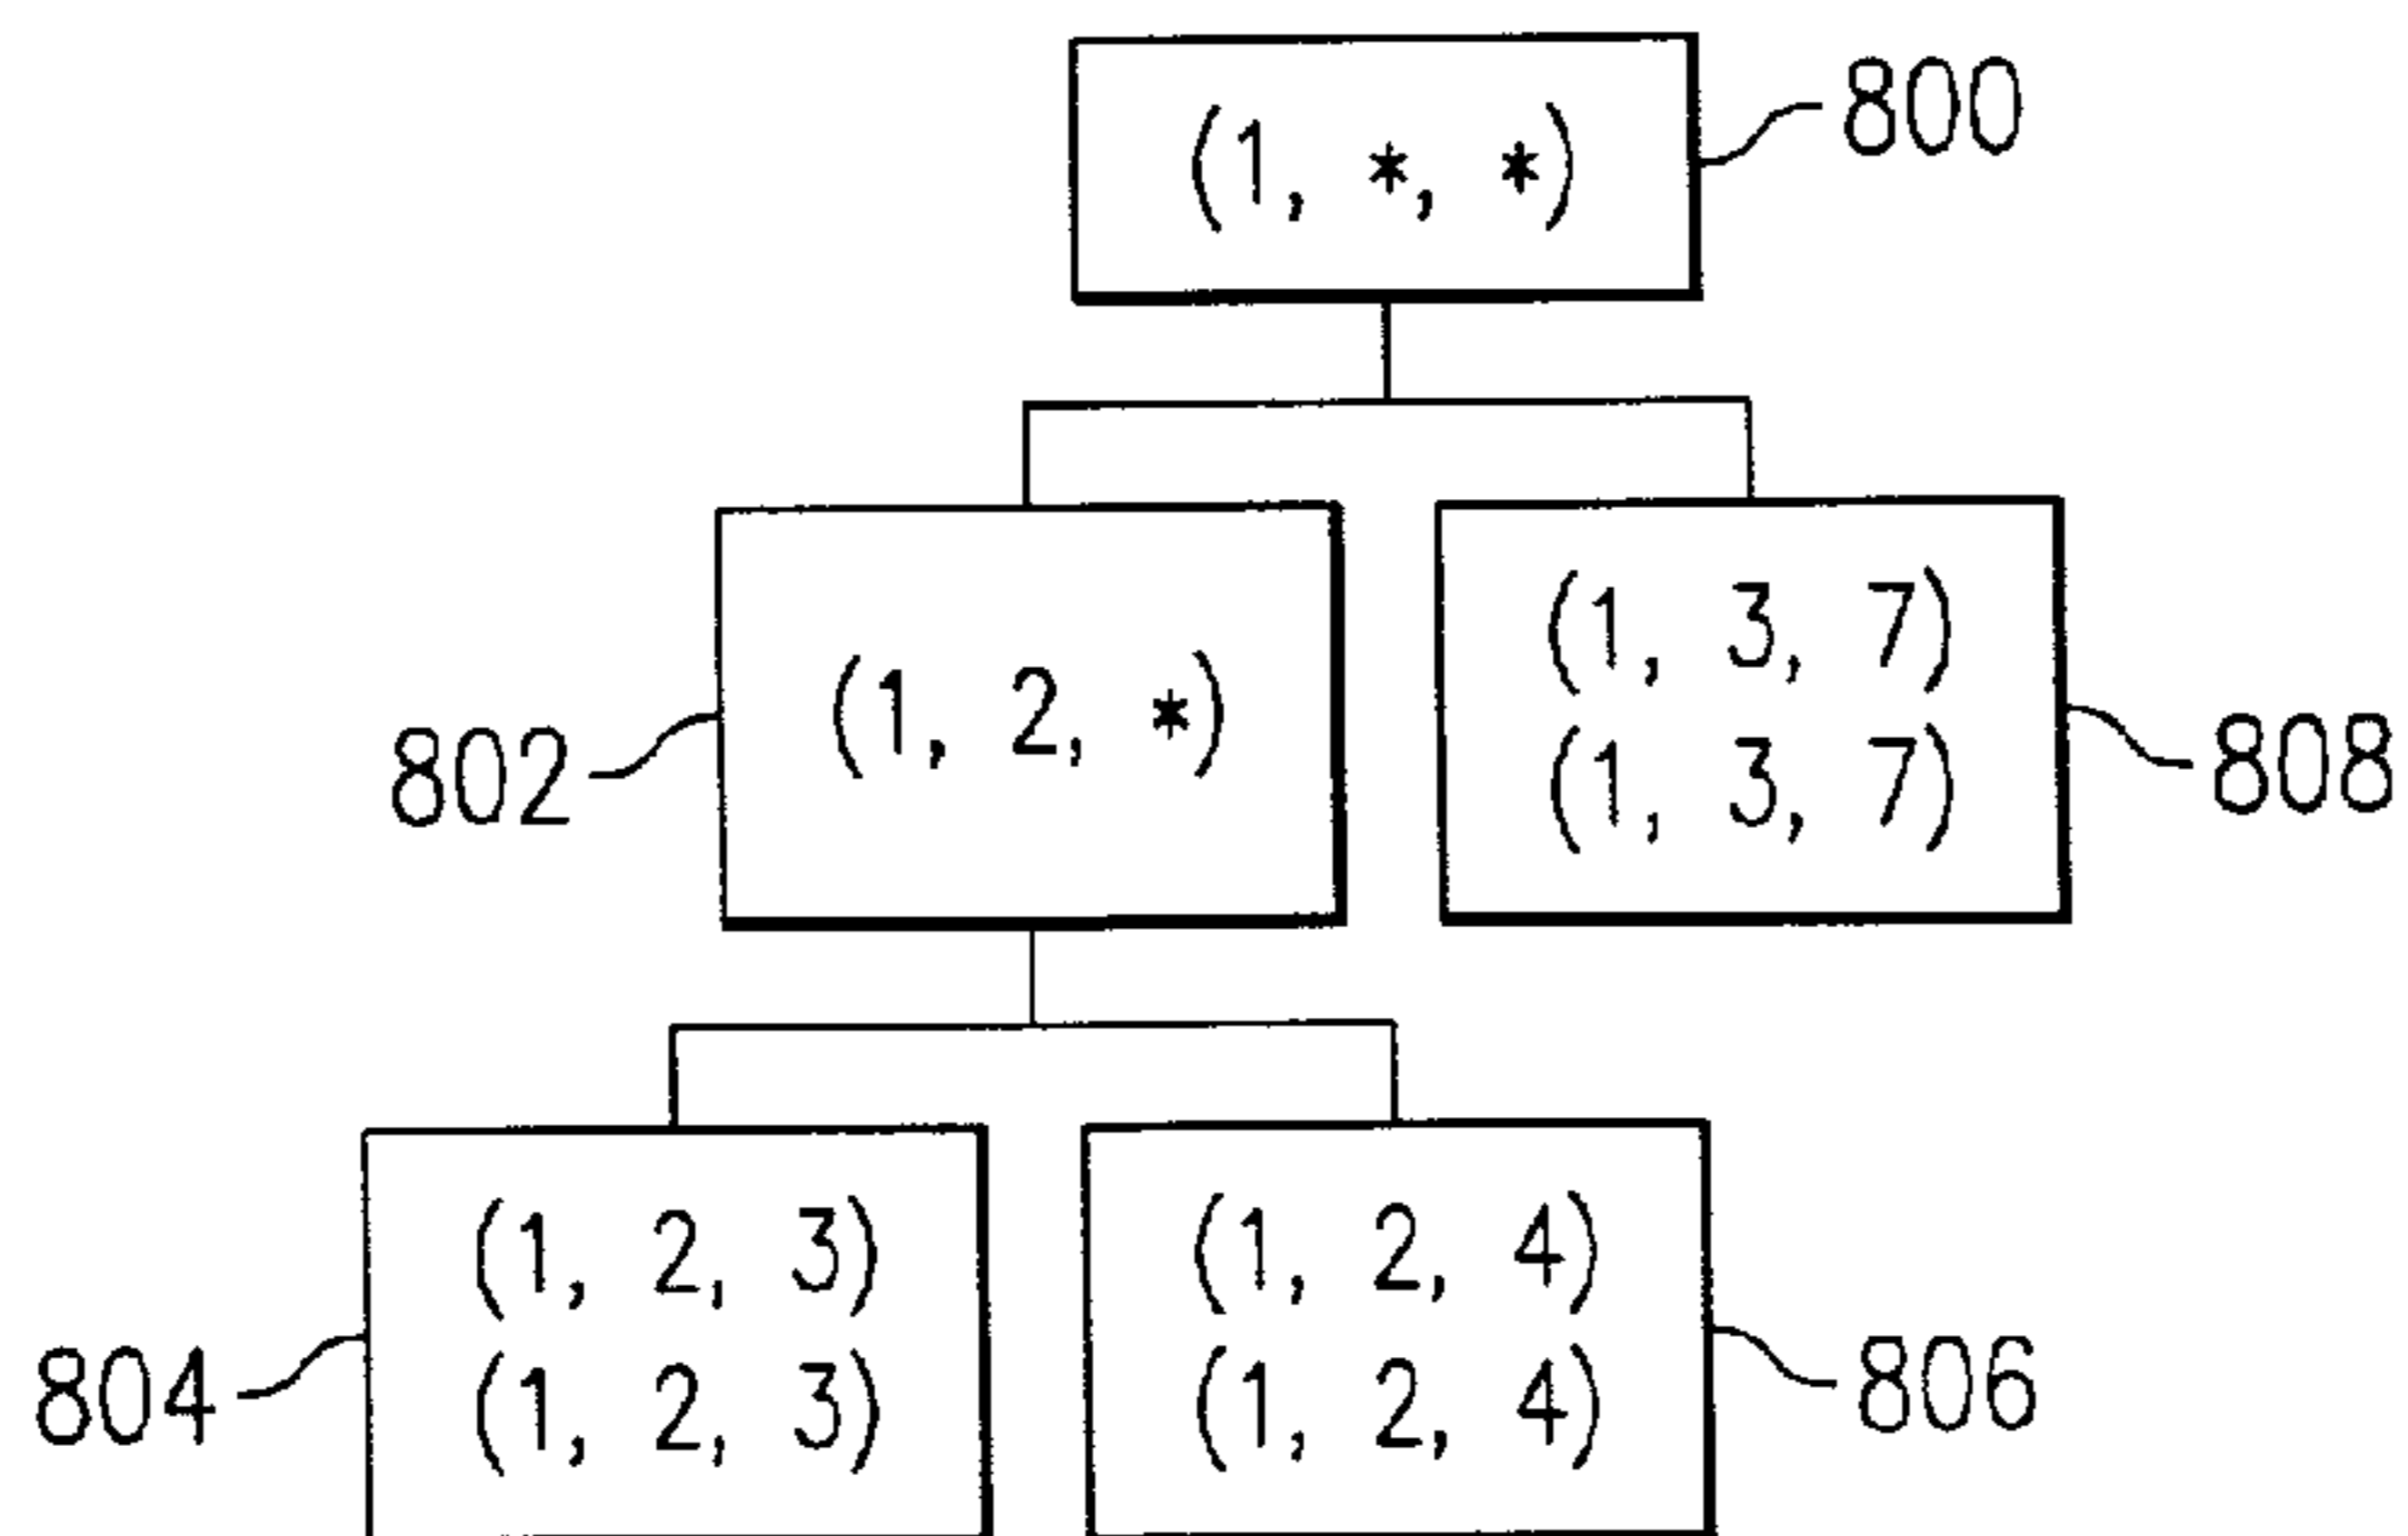 (1, *, *)
800
802
(1, 2, *)
(1, 3, 7)
(1, 3, 7)
808
804
(1, 2, 3)
(1, 2, 3)
(1, 2, 4)
(1, 2, 4)
806